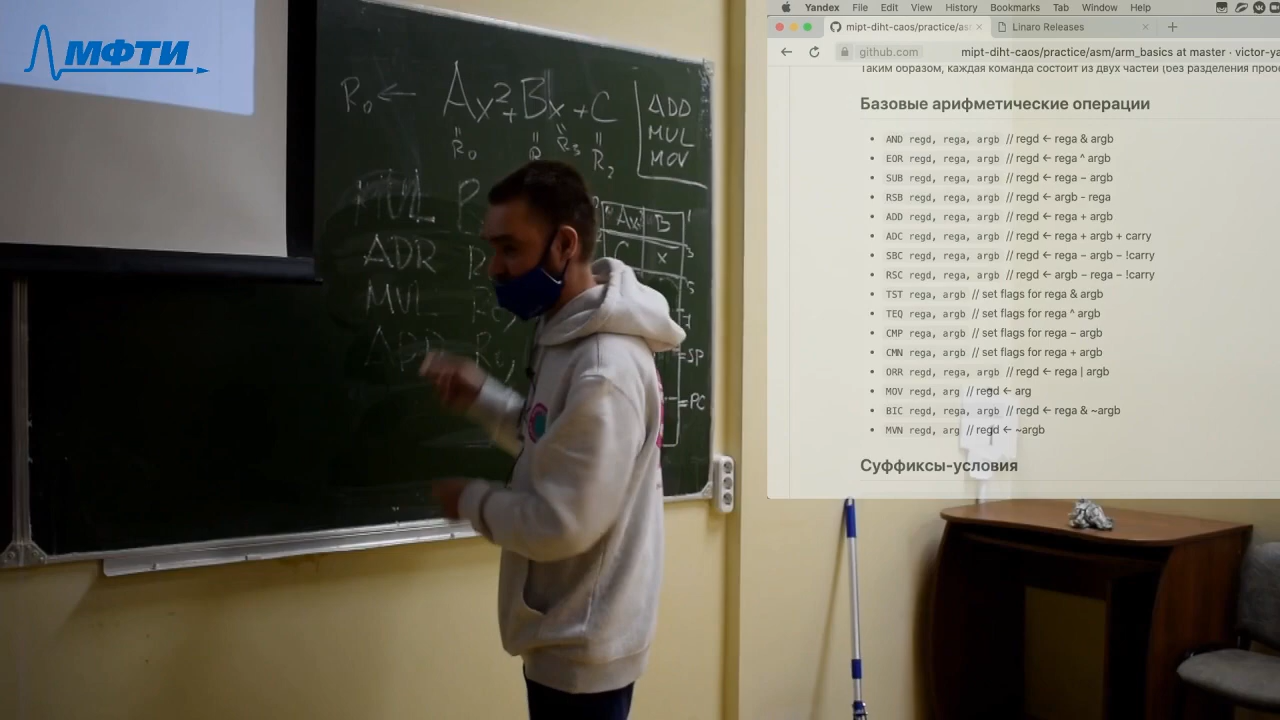 МФТИ
R₀ ← Ax² + Bx + C
R₀ R R₃ R₂
ADD
MUL
MOV
MUL
ADR
MUL
ADD R₀,
Ax B 1
C x 3
5
7
=SP
=PC
Yandex File Edit View History Bookmarks Tab Window Help
mipt-diht-caos/practice/as
Linaro Releases
github.com mipt-diht-caos/practice/asm/arm_basics at master · victor-ya
Таким образом, каждая команда состоит из двух частей (без разделения проб
Базовые арифметические операции
• AND regd, rega, argb // regd ← rega & argb
• EOR regd, rega, argb // regd ← rega ^ argb
• SUB regd, rega, argb // regd ← rega − argb
• RSB regd, rega, argb // regd ← argb - rega
• ADD regd, rega, argb // regd ← rega + argb
• ADC regd, rega, argb // regd ← rega + argb + carry
• SBC regd, rega, argb // regd ← rega − argb − !carry
• RSC regd, rega, argb // regd ← argb − rega − !carry
• TST rega, argb // set flags for rega & argb
• TEQ rega, argb // set flags for rega ^ argb
• CMP rega, argb // set flags for rega − argb
• CMN rega, argb // set flags for rega + argb
• ORR regd, rega, argb // regd ← rega | argb
• MOV regd, arg // regd ← arg
• BIC regd, rega, argb // regd ← rega & ~argb
• MVN regd, arg // regd ← ~argb
Суффиксы-условия